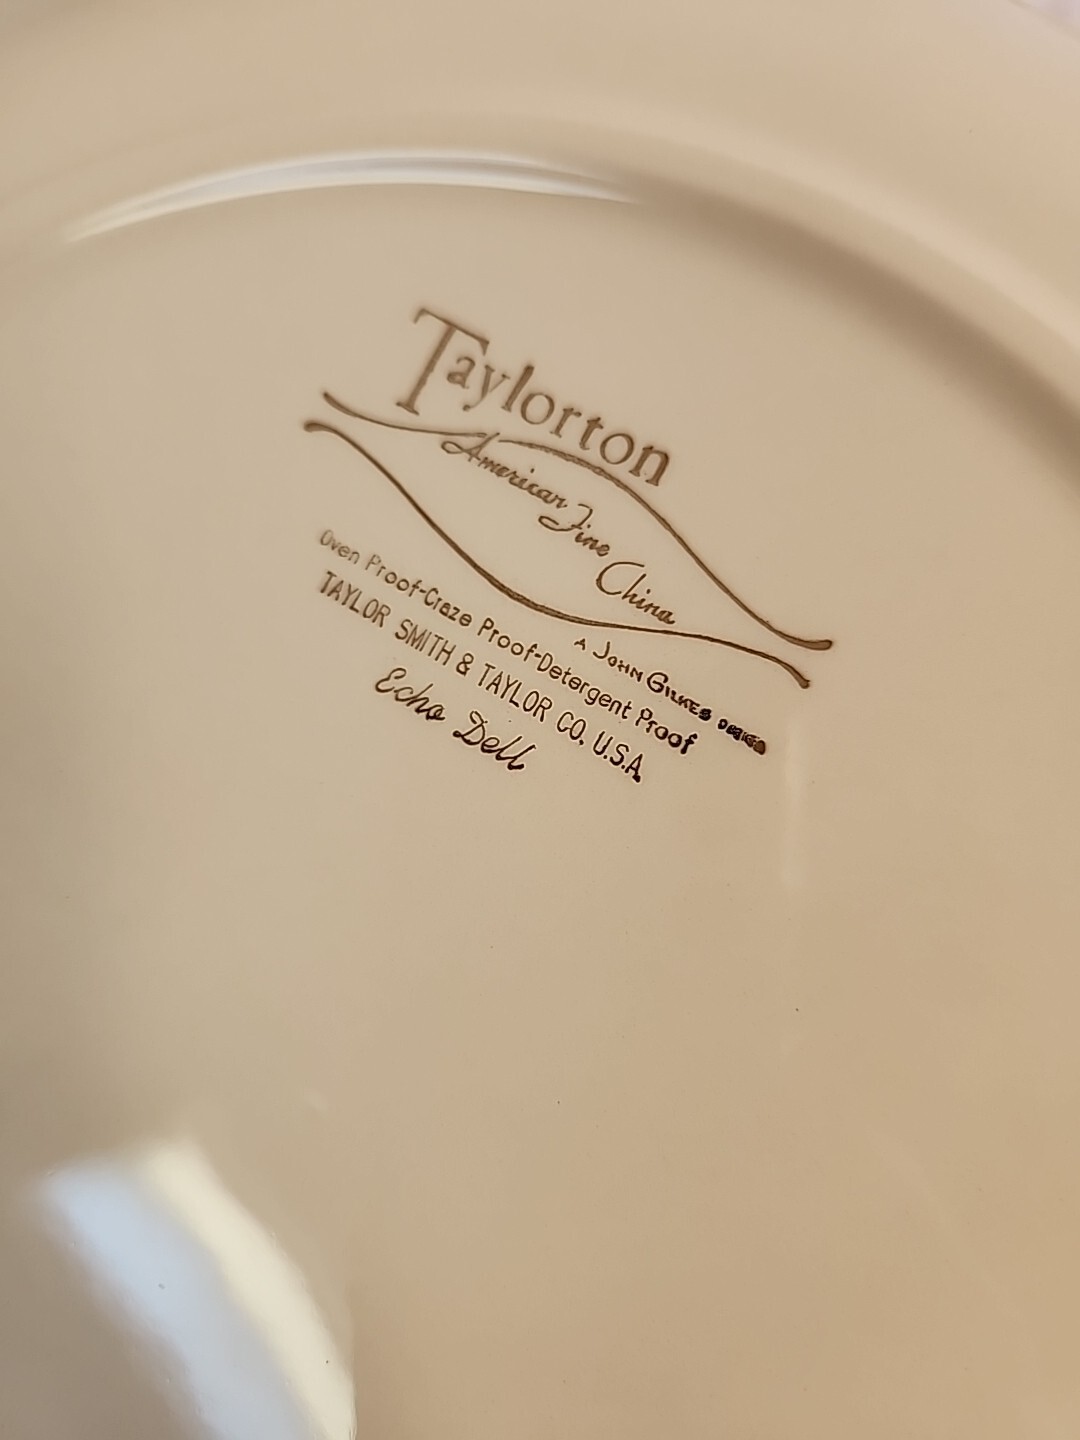 Taylorton
American Fine China
A JOHN GILKES DESIGN
Oven Proof-Craze Proof-Detergent Proof
TAYLOR SMITH & TAYLOR CO. U.S.A.
Echo Dell